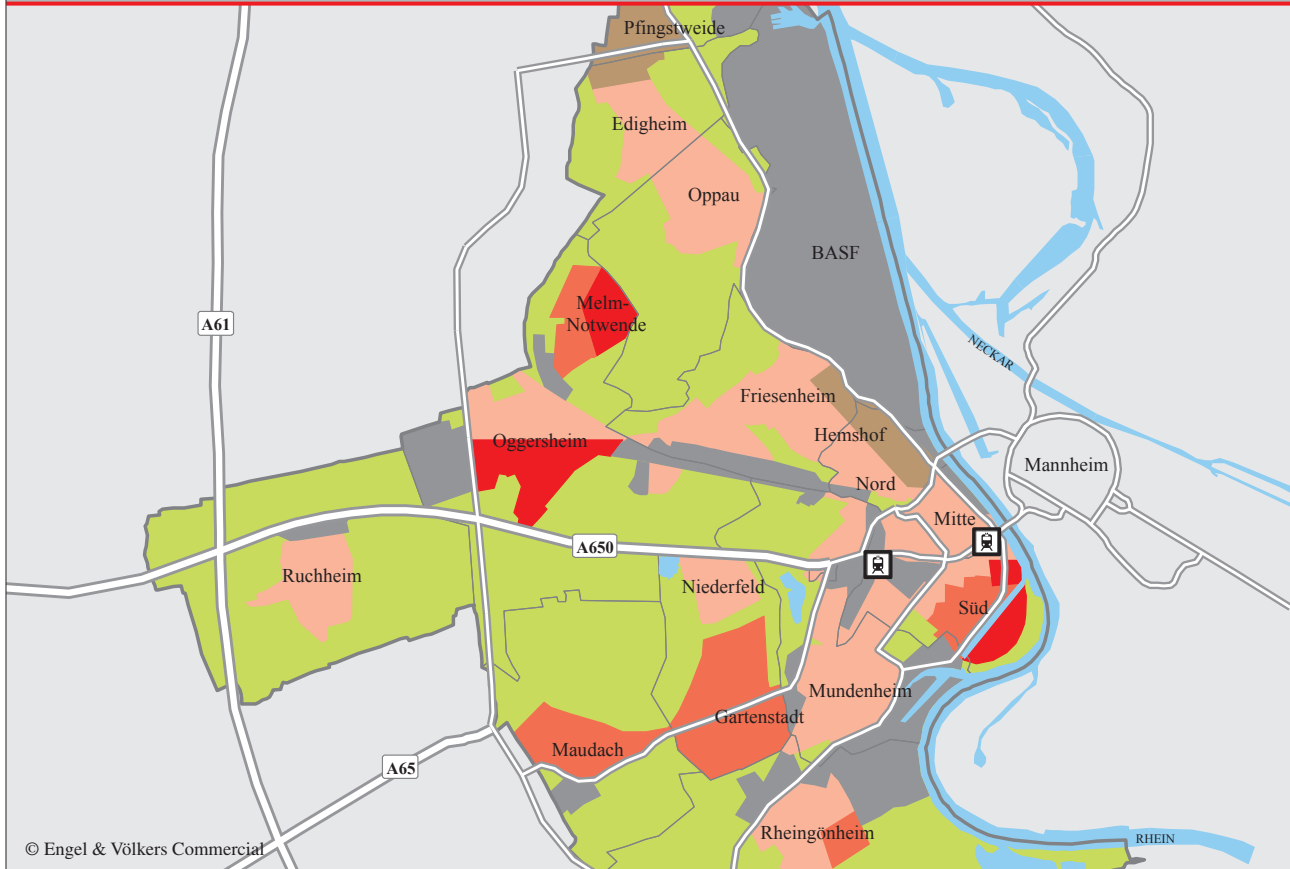 Pfingstweide
Edigheim
Oppau
BASF
Melm-
Notwende
A61
NECKAR
Friesenheim
Oggersheim
Hemshof
Mannheim
Nord
Mitte
A650
Ruchheim
Niederfeld
Süd
Mundenheim
Gartenstadt
Maudach
A65
Rheingönheim
RHEIN
© Engel & Völkers Commercial